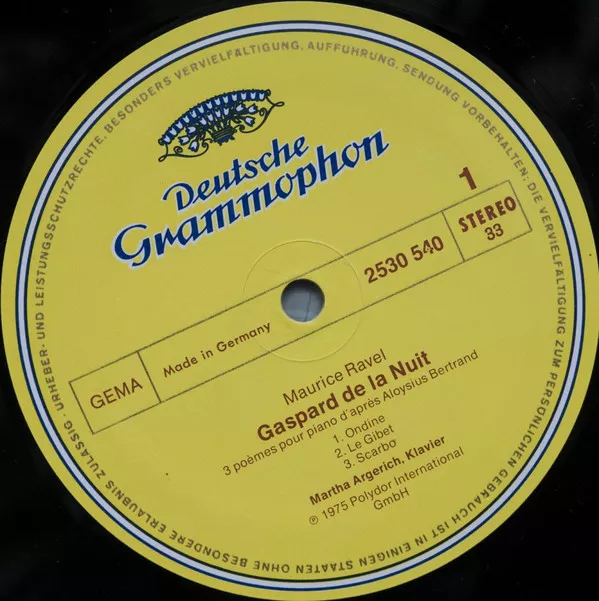 Deutsche
Grammophon
1
STEREO
33
2530 540
Made in Germany
GEMA
Maurice Ravel
Gaspard de la Nuit
3 poèmes pour piano d'après Aloysius Bertrand
1. Ondine
2. Le Gibet
3. Scarbo
Martha Argerich, Klavier
℗ 1975 Polydor International
GmbH
URHEBER- UND LEISTUNGSSCHUTZRECHTE, BESONDERS VERVIELFÄLTIGUNG, AUFFÜHRUNG, SENDUNG VORBEHALTEN; DIE VERVIELFÄLTIGUNG ZUM PERSÖNLICHEN GEBRAUCH IST IN EINIGEN STAATEN OHNE BESONDERE ERLAUBNIS ZULÄSSIG -